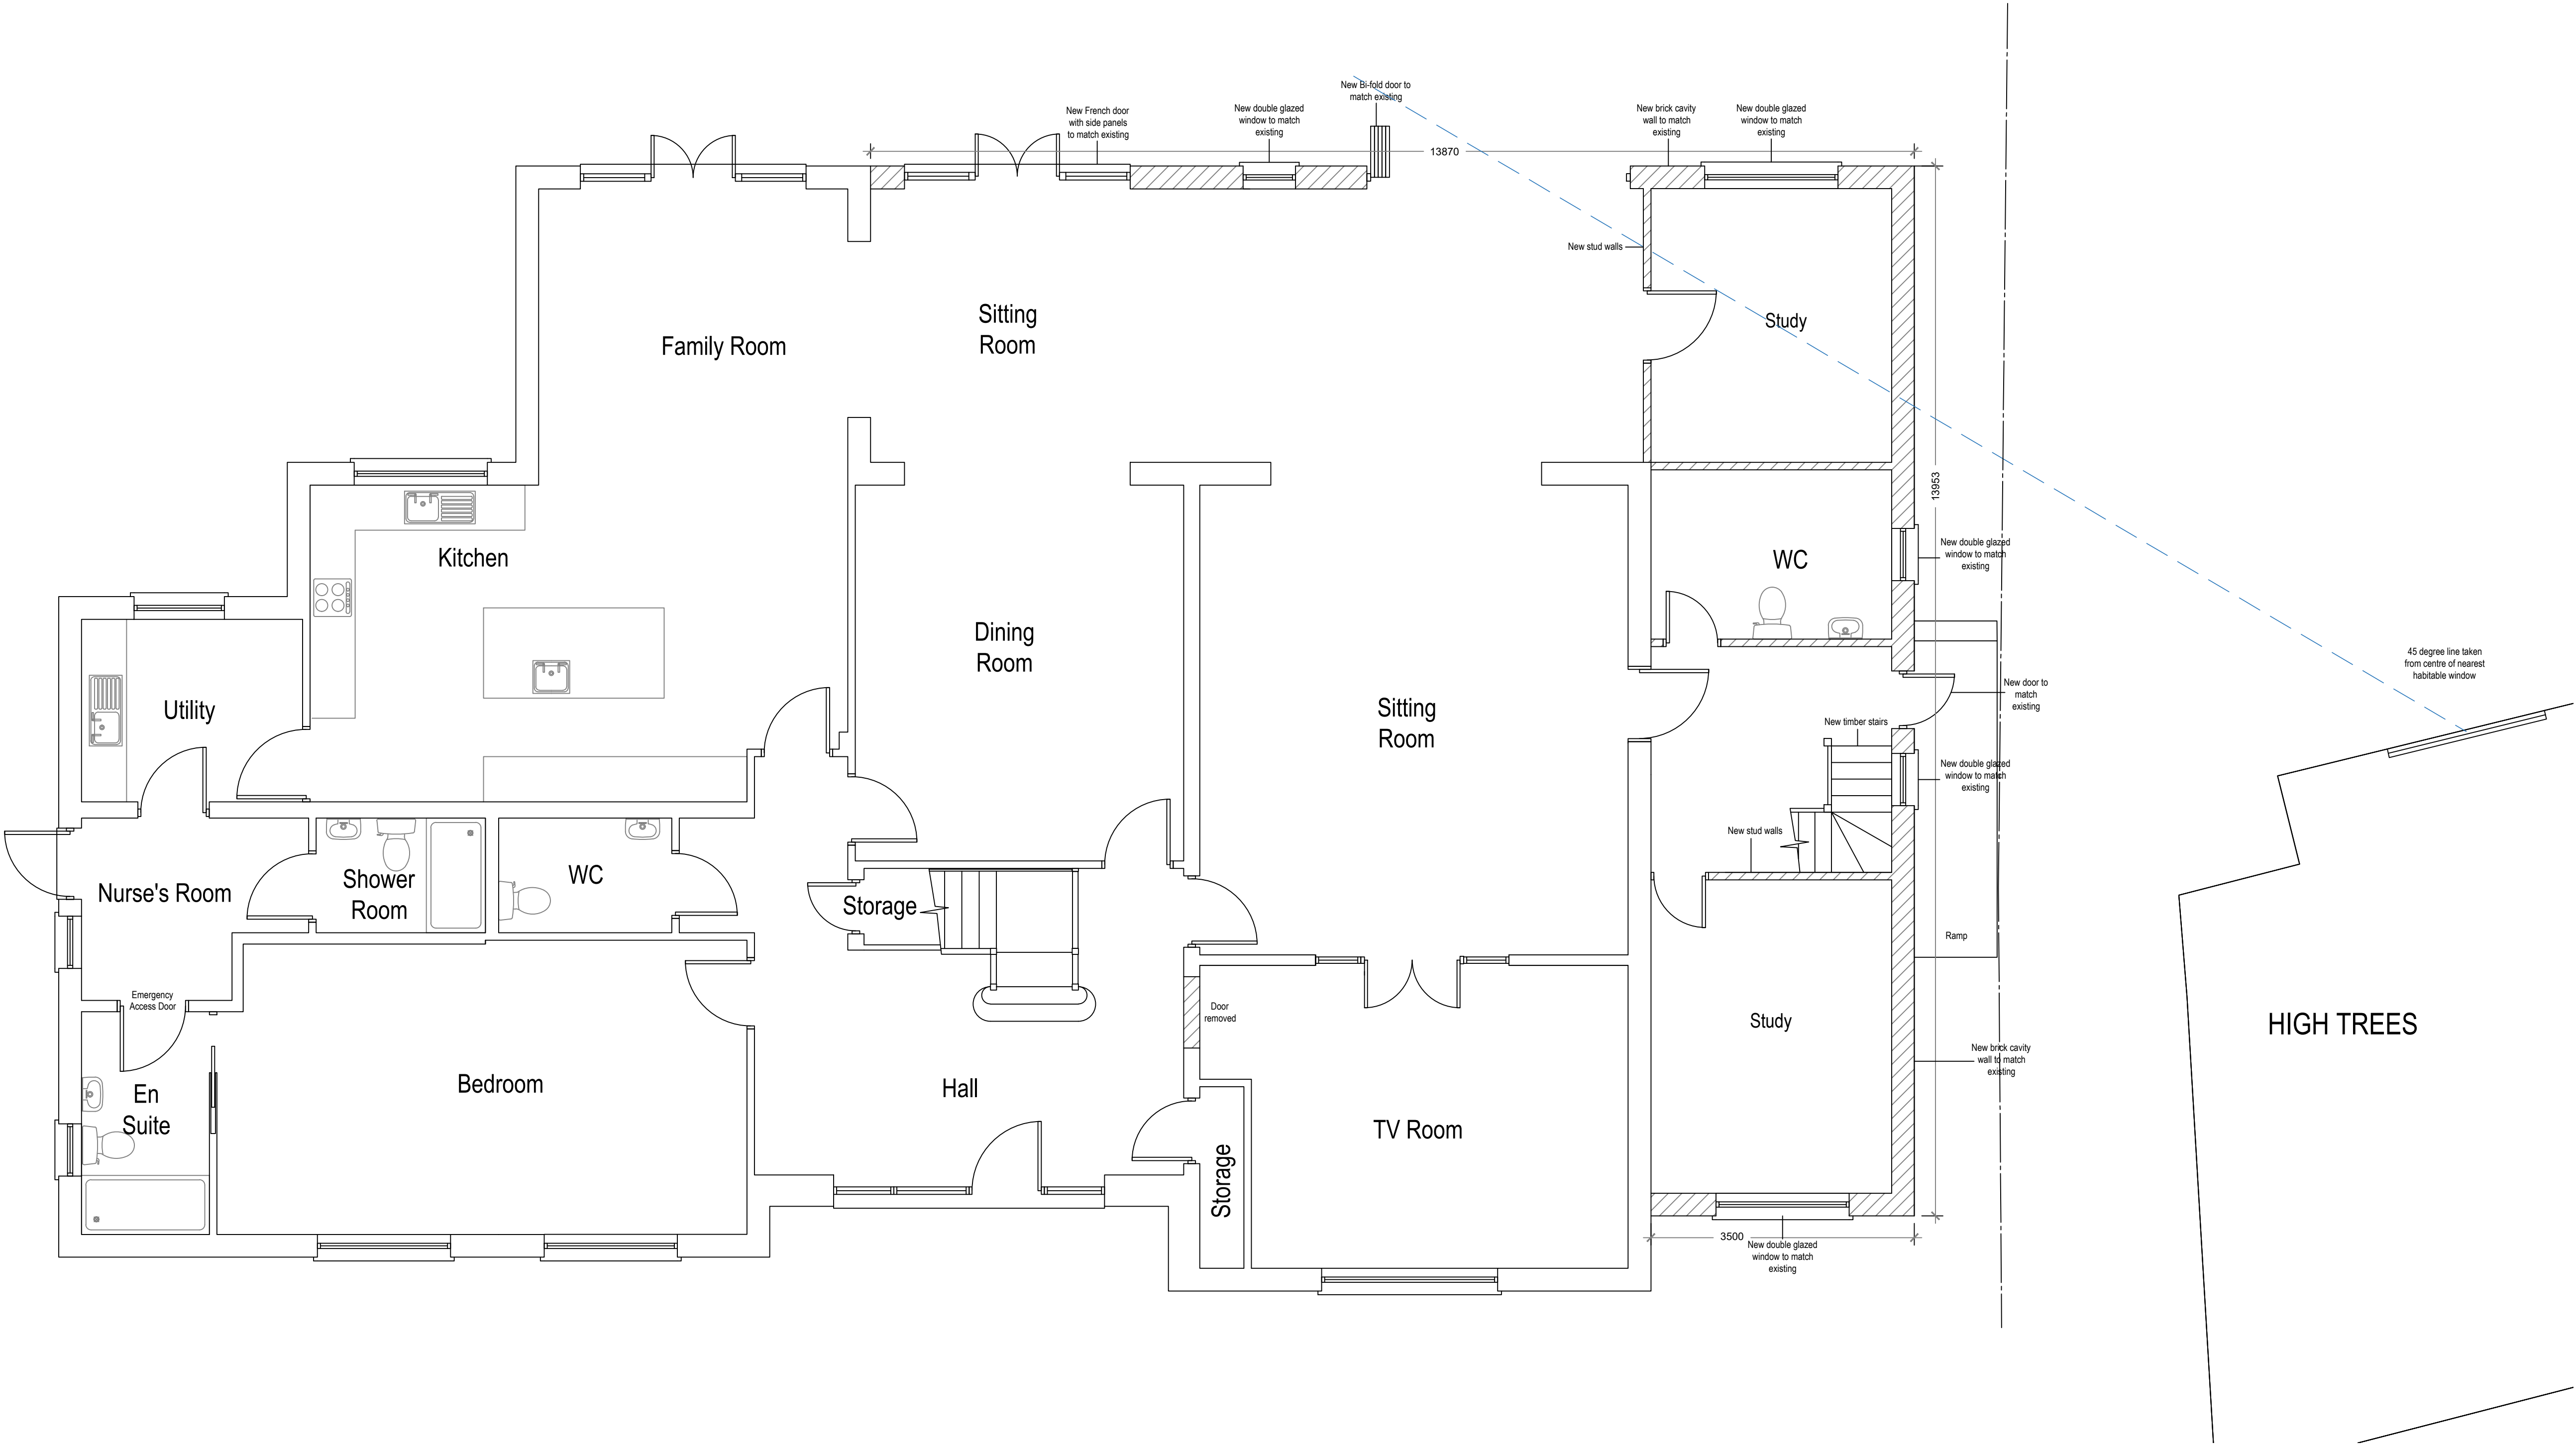 New Bi-fold door to
match existing
New French door
with side panels
to match existing
New double glazed
window to match
existing
New brick cavity
wall to match
existing
New double glazed
window to match
existing
13870
New stud walls
Sitting
Room
Study
Family Room
13953
Kitchen
WC
New double glazed
window to match
existing
Dining
Room
45 degree line taken
from centre of nearest
habitable window
Utility
Sitting
Room
New door to
match
existing
New timber stairs
New double glazed
window to match
existing
New stud walls
Nurse's Room
Shower
Room
WC
Storage
Ramp
Emergency
Access Door
Door
removed
Study
HIGH TREES
New brick cavity
wall to match
existing
En
Suite
Bedroom
Hall
TV Room
Storage
3500
New double glazed
window to match
existing